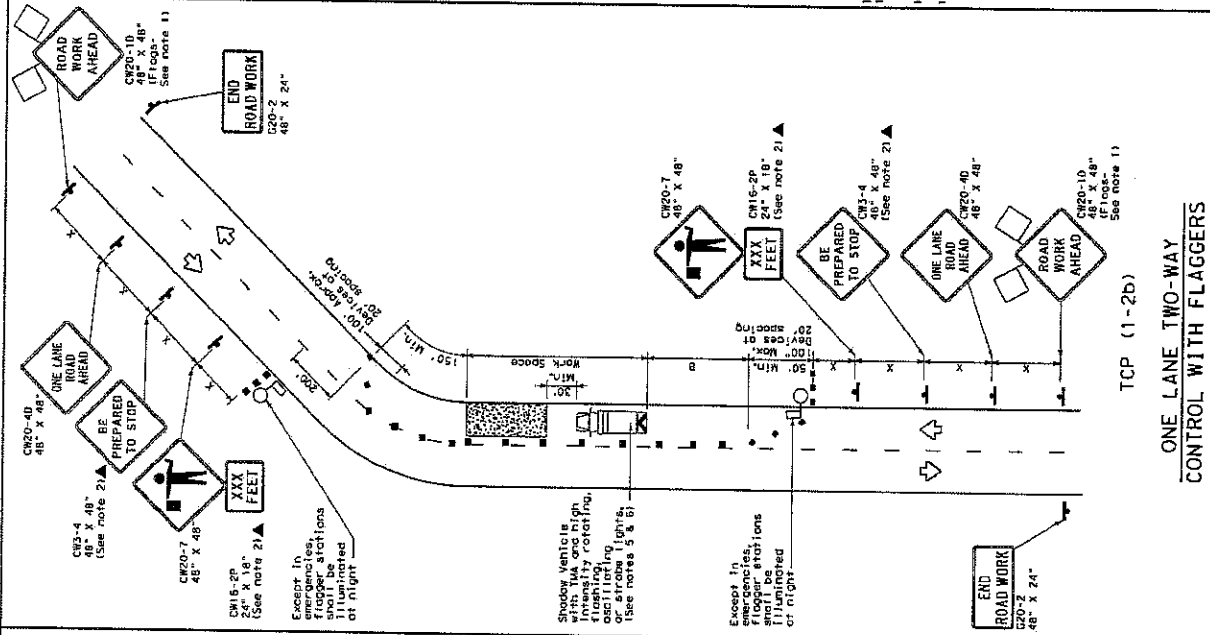 ROAD
WORK
AHEAD
CW20-1D
48" X 48"
(Flags-
See note 1)
END
ROAD WORK
G20-2
48" X 24"
ONE LANE
ROAD
AHEAD
CW20-4D
48" X 48"
BE
PREPARED
TO STOP
CW3-4
48" X 48"
(See note 2)▲
CW20-7
48" X 48"
XXX
FEET
CW16-2P
24" X 18"
(See note 2)▲
X
X
X
X
100' Approx.
Devices at
20' spacing
200'
150' Min.
Except in
emergencies,
flagger stations
shall be
illuminated
at night
Work Space
30'
Min.
B
Shadow Vehicle
with TMA and high
intensity rotating,
flashing,
oscillating
or strobe lights.
(See notes 5 & 6)
50' Min.
100" Max.
Devices at
20' spacing
Except in
emergencies,
flagger stations
shall be
illuminated
at night
CW20-7
48" X 48"
XXX
FEET
CW16-2P
24" X 18"
(See note 2)▲
BE
PREPARED
TO STOP
CW3-4
48" X 48"
(See note 2)▲
ONE LANE
ROAD
AHEAD
CW20-4D
48" X 48"
ROAD
WORK
AHEAD
CW20-1D
48" X 48"
(Flags-
See note 1)
X
X
X
X
END
ROAD WORK
G20-2
48" X 24"
TCP (1-2b)
ONE LANE TWO-WAY
CONTROL WITH FLAGGERS